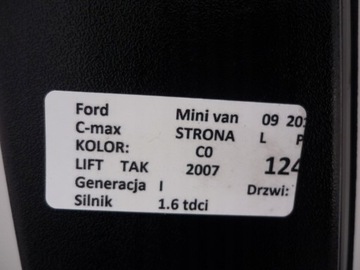 Ford Mini van 09 20
C-max STRONA L P
KOLOR: C0
LIFT TAK 2007 124
Generacja I Drzwi:
Silnik 1.6 tdci